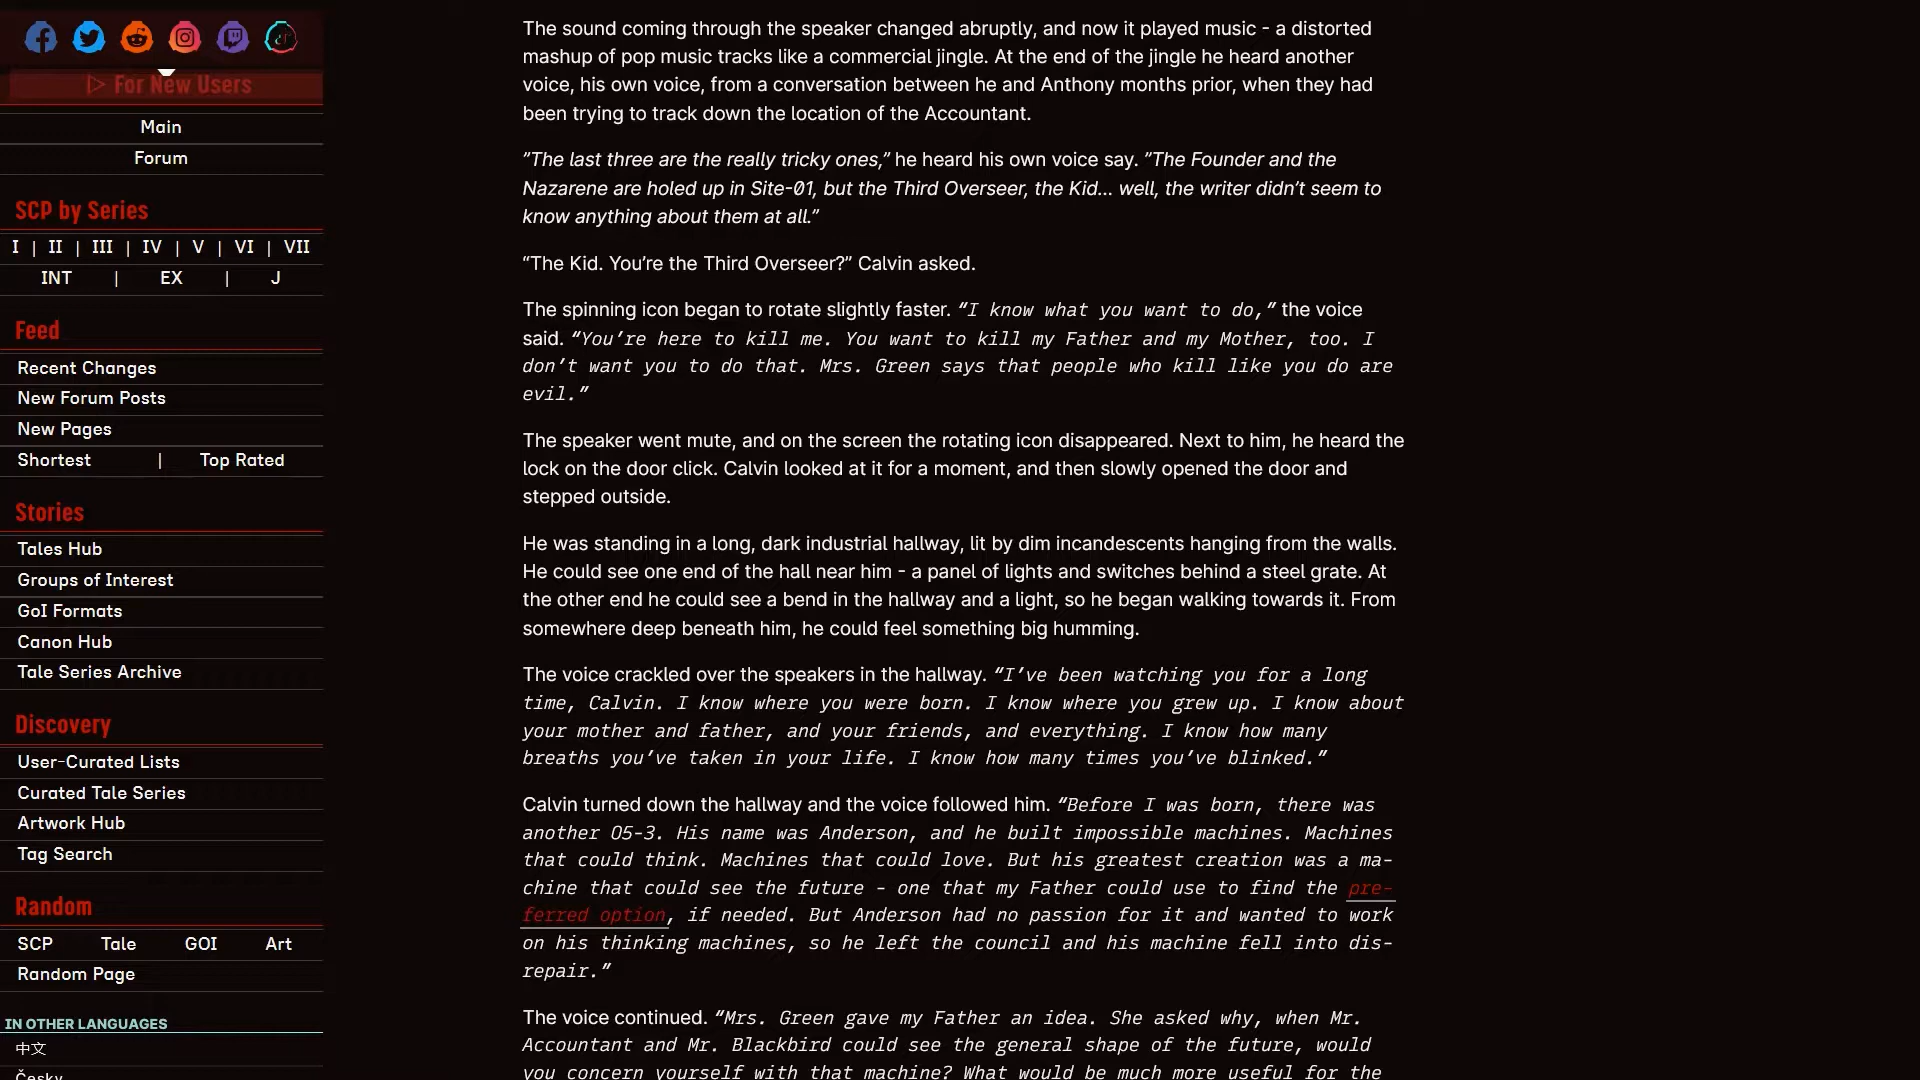 ▷ For New Users
Main
Forum
SCP by Series
I | II | III | IV | V | VI | VII
INT | EX | J
Feed
Recent Changes
New Forum Posts
New Pages
Shortest | Top Rated
Stories
Tales Hub
Groups of Interest
GoI Formats
Canon Hub
Tale Series Archive
Discovery
User-Curated Lists
Curated Tale Series
Artwork Hub
Tag Search
Random
SCP Tale GOI Art
Random Page
IN OTHER LANGUAGES
中文
Česky
The sound coming through the speaker changed abruptly, and now it played music - a distorted
mashup of pop music tracks like a commercial jingle. At the end of the jingle he heard another
voice, his own voice, from a conversation between he and Anthony months prior, when they had
been trying to track down the location of the Accountant.
”The last three are the really tricky ones,” he heard his own voice say. ”The Founder and the
Nazarene are holed up in Site-01, but the Third Overseer, the Kid… well, the writer didn’t seem to
know anything about them at all.”
“The Kid. You’re the Third Overseer?” Calvin asked.
The spinning icon began to rotate slightly faster. “I know what you want to do,” the voice
said. “You’re here to kill me. You want to kill my Father and my Mother, too. I
don’t want you to do that. Mrs. Green says that people who kill like you do are
evil.”
The speaker went mute, and on the screen the rotating icon disappeared. Next to him, he heard the
lock on the door click. Calvin looked at it for a moment, and then slowly opened the door and
stepped outside.
He was standing in a long, dark industrial hallway, lit by dim incandescents hanging from the walls.
He could see one end of the hall near him - a panel of lights and switches behind a steel grate. At
the other end he could see a bend in the hallway and a light, so he began walking towards it. From
somewhere deep beneath him, he could feel something big humming.
The voice crackled over the speakers in the hallway. “I’ve been watching you for a long
time, Calvin. I know where you were born. I know where you grew up. I know about
your mother and father, and your friends, and everything. I know how many
breaths you’ve taken in your life. I know how many times you’ve blinked.”
Calvin turned down the hallway and the voice followed him. “Before I was born, there was
another O5-3. His name was Anderson, and he built impossible machines. Machines
that could think. Machines that could love. But his greatest creation was a ma-
chine that could see the future - one that my Father could use to find the pre-
ferred option, if needed. But Anderson had no passion for it and wanted to work
on his thinking machines, so he left the council and his machine fell into dis-
repair.”
The voice continued. “Mrs. Green gave my Father an idea. She asked why, when Mr.
Accountant and Mr. Blackbird could see the general shape of the future, would
you concern yourself with that machine? What would be much more useful for the